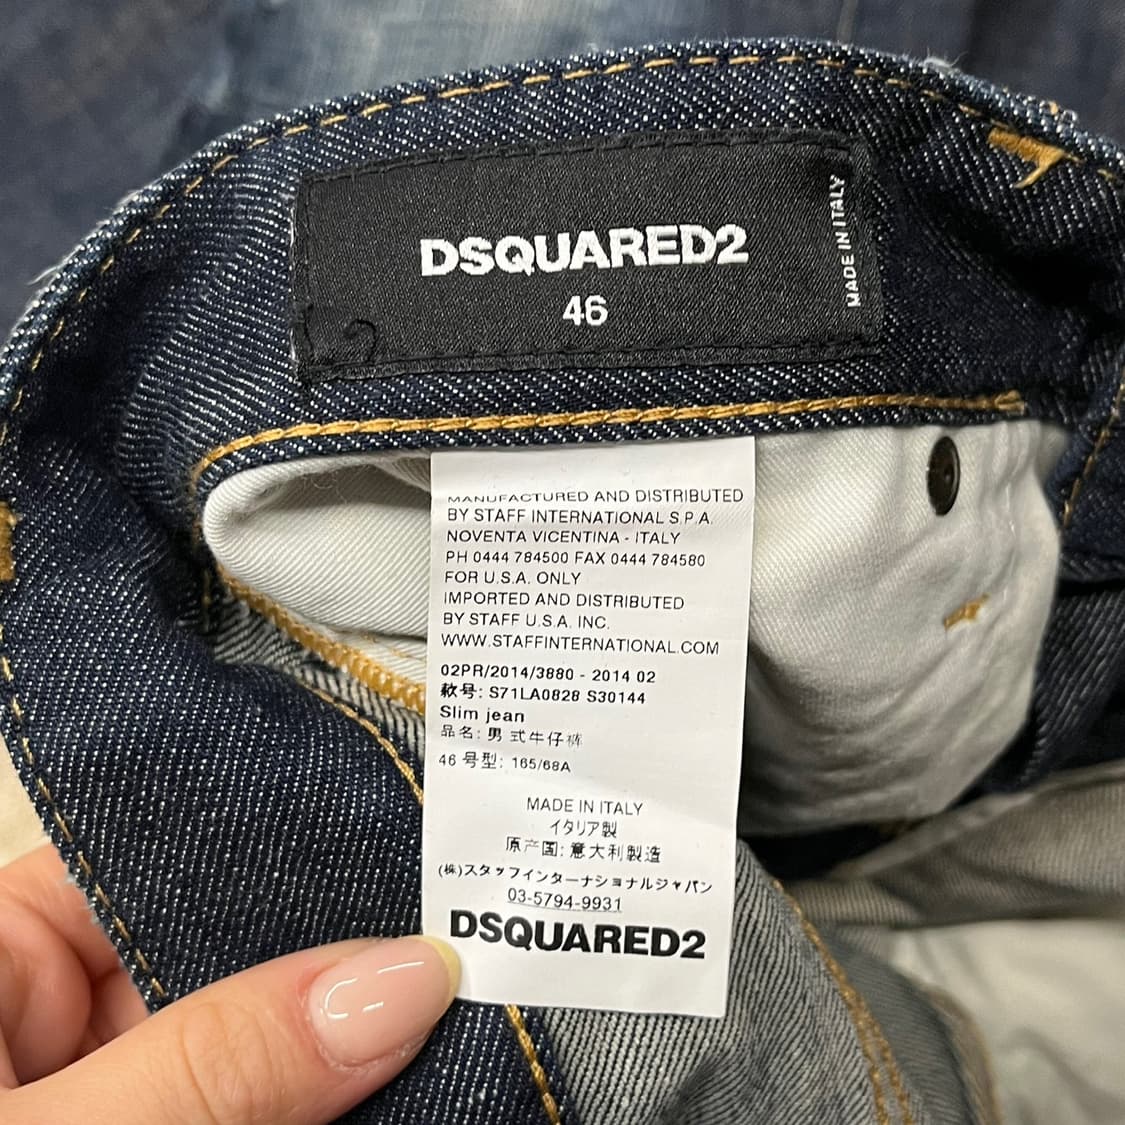 DSQUARED2
46
MADE IN ITALY
MANUFACTURED AND DISTRIBUTED
BY STAFF INTERNATIONAL S.P.A.
NOVENTA VICENTINA - ITALY
PH 0444 784500 FAX 0444 784580
FOR U.S.A. ONLY
IMPORTED AND DISTRIBUTED
BY STAFF U.S.A. INC.
WWW.STAFFINTERNATIONAL.COM
02PR/2014/3880 - 2014 02
款号: S71LA0828 S30144
Slim jean
品名: 男式牛仔裤
46 号型: 165/68A
MADE IN ITALY
イタリア製
原产国: 意大利製造
(株)スタッフインターナショナルジャパン
03-5794-9931
DSQUARED2